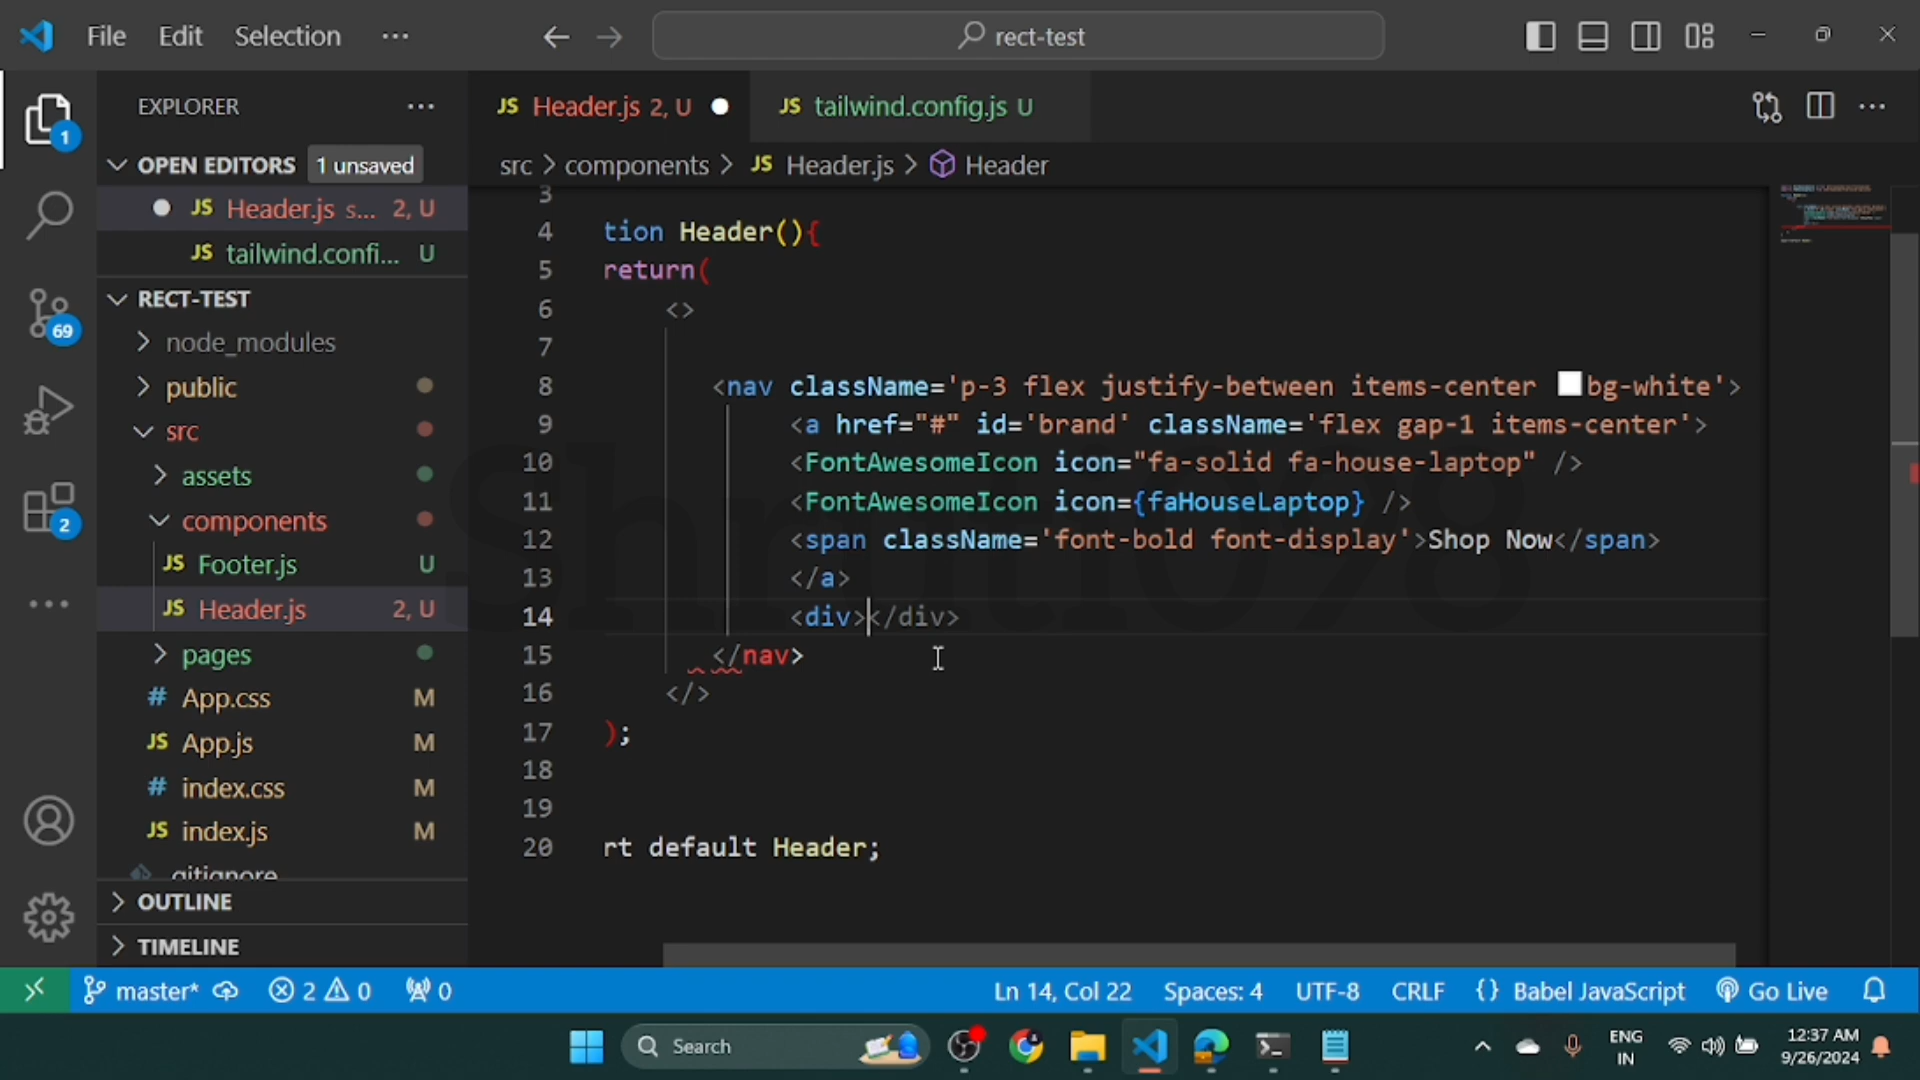 File Edit Selection ··· rect-test
EXPLORER ···
OPEN EDITORS 1 unsaved
JS Header.js s... 2, U
JS tailwind.confi... U
RECT-TEST
node_modules
public
src
assets
components
JS Footer.js U
JS Header.js 2, U
pages
# App.css M
JS App.js M
# index.css M
JS index.js M
.gitignore
OUTLINE
TIMELINE
1
69
2
JS Header.js 2, U
JS tailwind.config.js U
src > components > JS Header.js > Header
3
4 tion Header(){
5 return(
6 <>
7
8 <nav className='p-3 flex justify-between items-center bg-white'>
9 <a href="#" id='brand' className='flex gap-1 items-center'>
10 <FontAwesomeIcon icon="fa-solid fa-house-laptop" />
11 <FontAwesomeIcon icon={faHouseLaptop} />
12 <span className='font-bold font-display'>Shop Now</span>
13 </a>
14 <div></div>
15 </nav>
16 </>
17 );
18
19
20 rt default Header;
Shruti098
master* 2 0 0 Ln 14, Col 22 Spaces: 4 UTF-8 CRLF {} Babel JavaScript Go Live
Search
ENG
IN
12:37 AM
9/26/2024